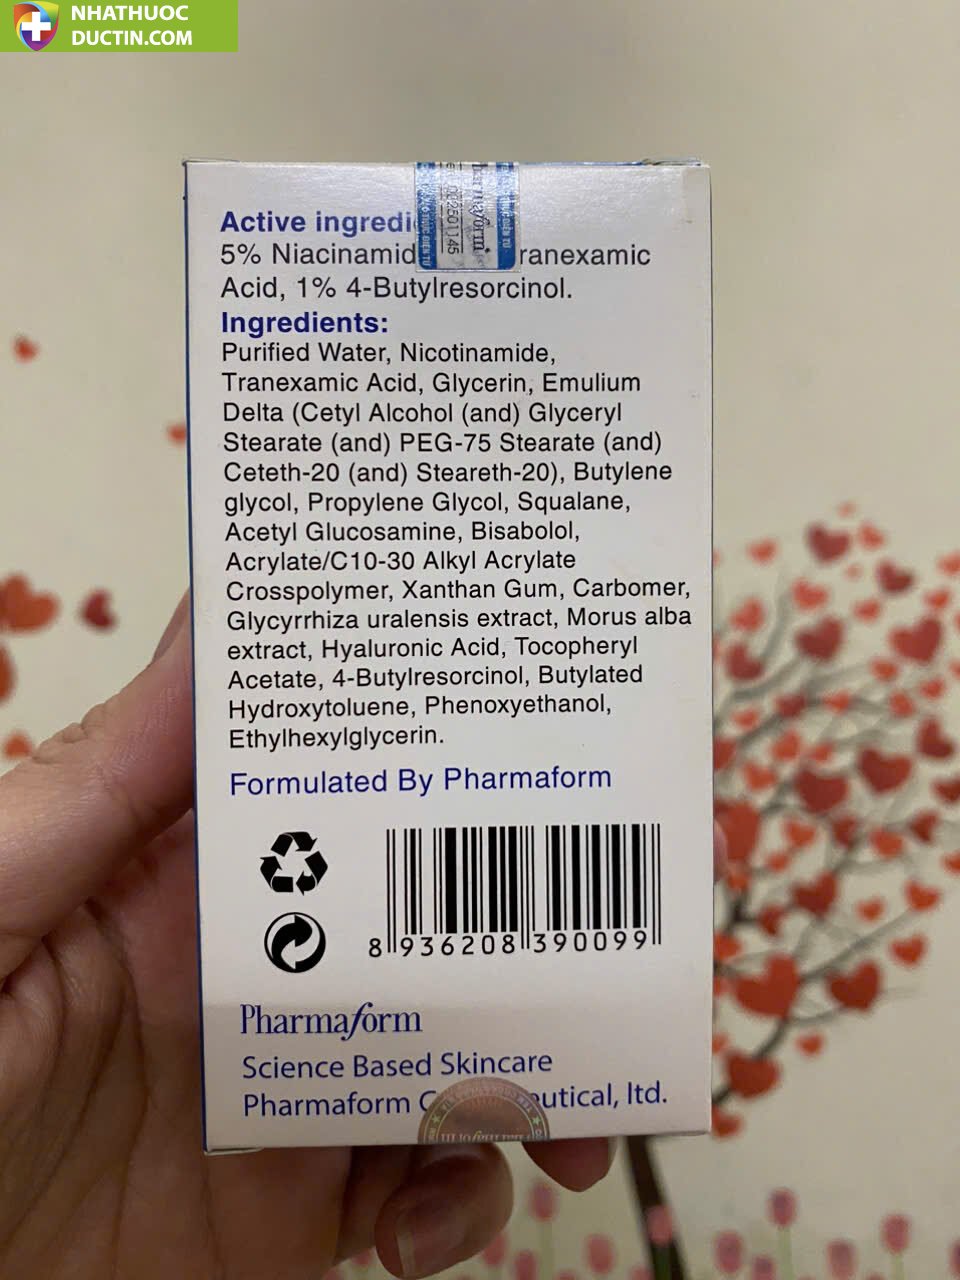 NHATHUOC
DUCTIN.COM
Active ingredi
5% Niacinamid ranexamic
Acid, 1% 4-Butylresorcinol.
Ingredients:
Purified Water, Nicotinamide,
Tranexamic Acid, Glycerin, Emulium
Delta (Cetyl Alcohol (and) Glyceryl
Stearate (and) PEG-75 Stearate (and)
Ceteth-20 (and) Steareth-20), Butylene
glycol, Propylene Glycol, Squalane,
Acetyl Glucosamine, Bisabolol,
Acrylate/C10-30 Alkyl Acrylate
Crosspolymer, Xanthan Gum, Carbomer,
Glycyrrhiza uralensis extract, Morus alba
extract, Hyaluronic Acid, Tocopheryl
Acetate, 4-Butylresorcinol, Butylated
Hydroxytoluene, Phenoxyethanol,
Ethylhexylglycerin.
Formulated By Pharmaform
8 936208 390099
Pharmaform
Science Based Skincare
Pharmaform C eutical, ltd.